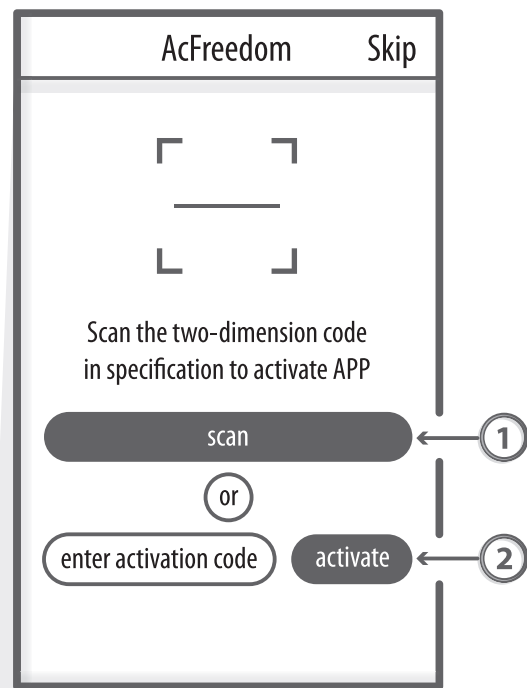 AcFreedom Skip
Scan the two-dimension code
in specification to activate APP
scan
1
or
enter activation code activate
2